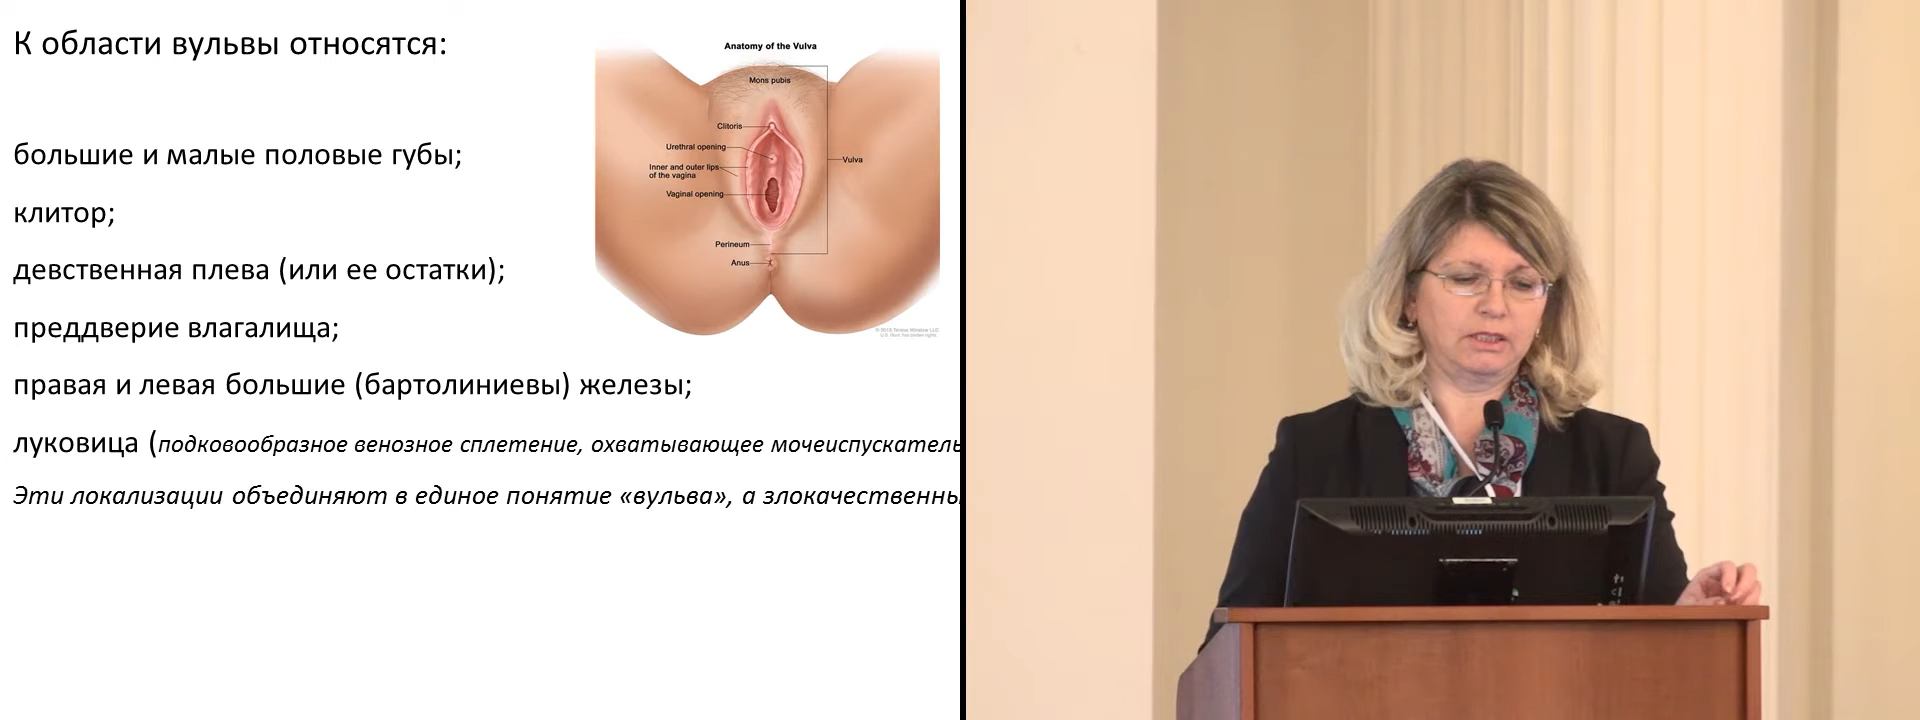 К области вульвы относятся:
большие и малые половые губы;
клитор;
девственная плева (или ее остатки);
преддверие влагалища;
правая и левая большие (бартолиниевы) железы;
луковица (подковообразное венозное сплетение, охватывающее
Эти локализации объединяют в единое понятие «вульва», а
Anatomy of the Vulva
Mons pubis
Clitoris
Urethral opening
Inner and outer lips
of the vagina
Vaginal opening
Vulva
Perineum
Anus